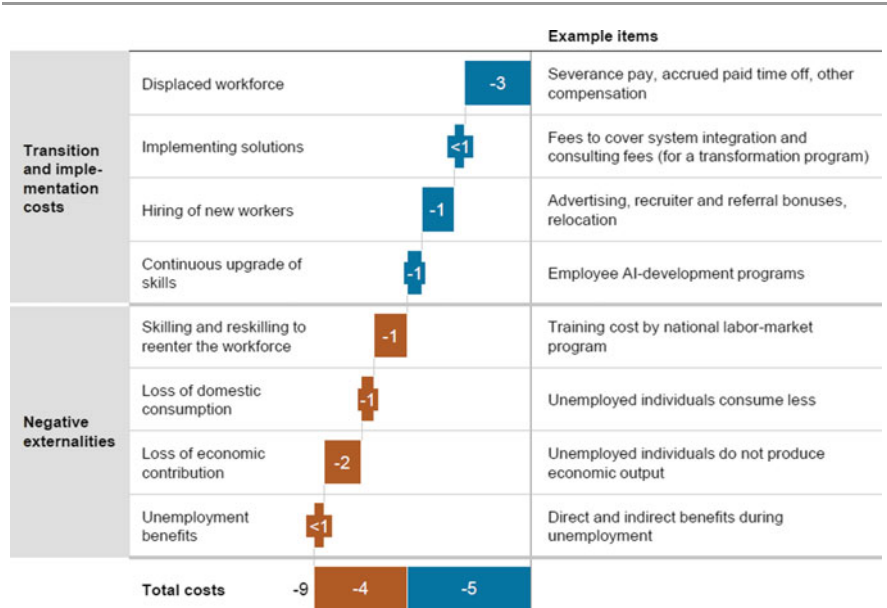 Example items
Transition
and imple-
mentation
costs
Displaced workforce
-3
Severance pay, accrued paid time off, other
compensation
Implementing solutions
<1
Fees to cover system integration and
consulting fees (for a transformation program)
Hiring of new workers
-1
Advertising, recruiter and referral bonuses,
relocation
Continuous upgrade of
skills
-1
Employee AI-development programs
Negative
externalities
Skilling and reskilling to
reenter the workforce
-1
Training cost by national labor-market
program
Loss of domestic
consumption
-1
Unemployed individuals consume less
Loss of economic
contribution
-2
Unemployed individuals do not produce
economic output
Unemployment
benefits
<1
Direct and indirect benefits during
unemployment
Total costs
-9
-4
-5